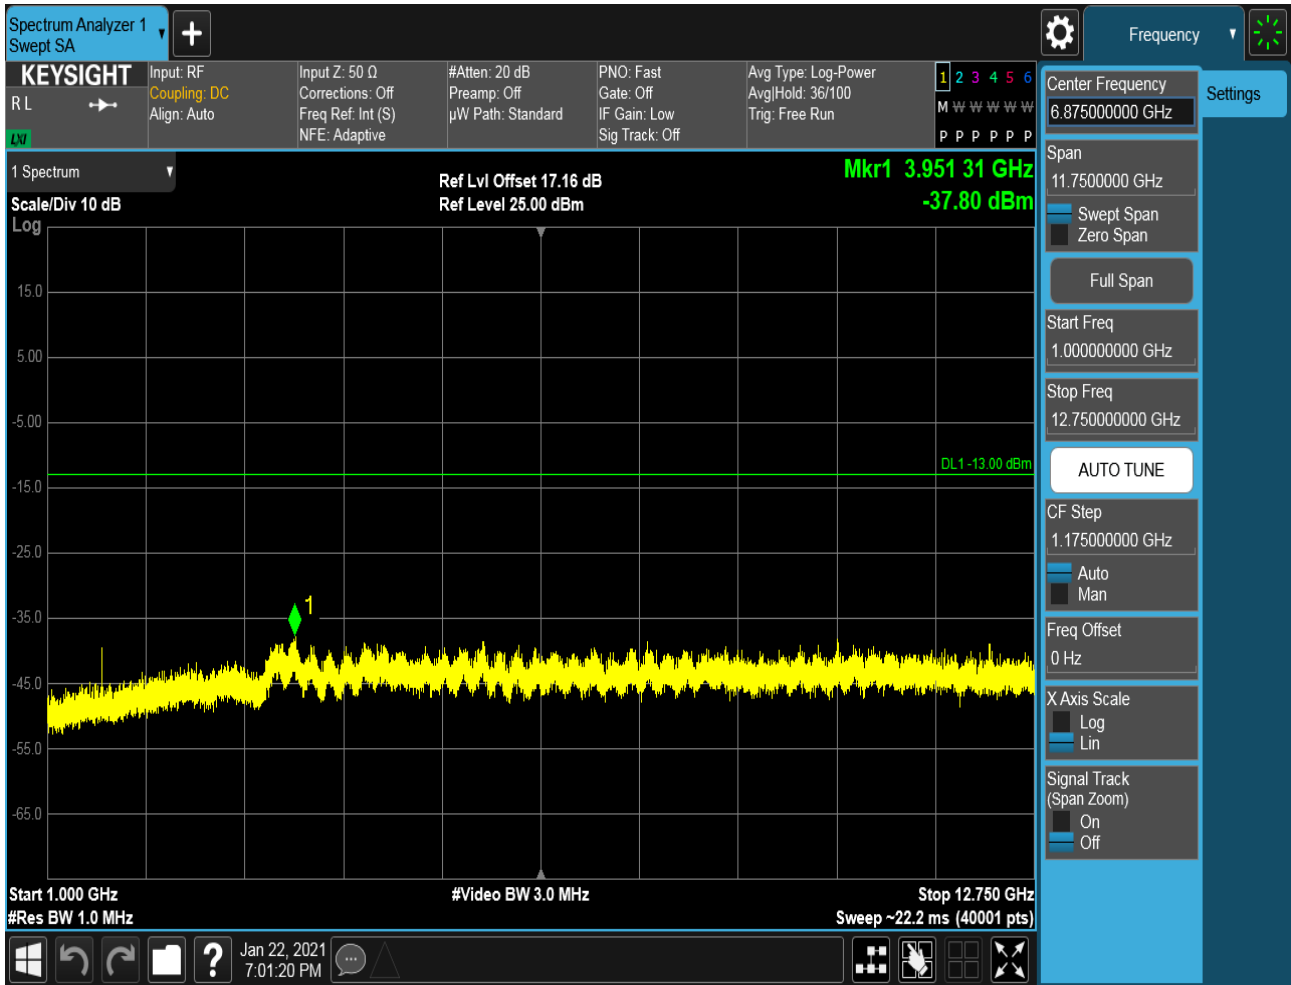 Spectrum Analyzer 1
Swept SA
Frequency
KEYSIGHT
R L
LXI
Input: RF
Coupling: DC
Align: Auto
Input Z: 50 Ω
Corrections: Off
Freq Ref: Int (S)
NFE: Adaptive
#Atten: 20 dB
Preamp: Off
µW Path: Standard
PNO: Fast
Gate: Off
IF Gain: Low
Sig Track: Off
Avg Type: Log-Power
Avg|Hold: 36/100
Trig: Free Run
1 2 3 4 5 6
M W W W W W
P P P P P P
1 Spectrum
Scale/Div 10 dB
Log
Ref Lvl Offset 17.16 dB
Ref Level 25.00 dBm
Mkr1 3.951 31 GHz
-37.80 dBm
15.0
5.00
-5.00
DL1 -13.00 dBm
-15.0
-25.0
-35.0
1
-45.0
-55.0
-65.0
Start 1.000 GHz
#Res BW 1.0 MHz
#Video BW 3.0 MHz
Stop 12.750 GHz
Sweep ~22.2 ms (40001 pts)
?
Jan 22, 2021
7:01:20 PM
Center Frequency
6.875000000 GHz
Settings
Span
11.7500000 GHz
Swept Span
Zero Span
Full Span
Start Freq
1.000000000 GHz
Stop Freq
12.750000000 GHz
AUTO TUNE
CF Step
1.175000000 GHz
Auto
Man
Freq Offset
0 Hz
X Axis Scale
Log
Lin
Signal Track
(Span Zoom)
On
Off